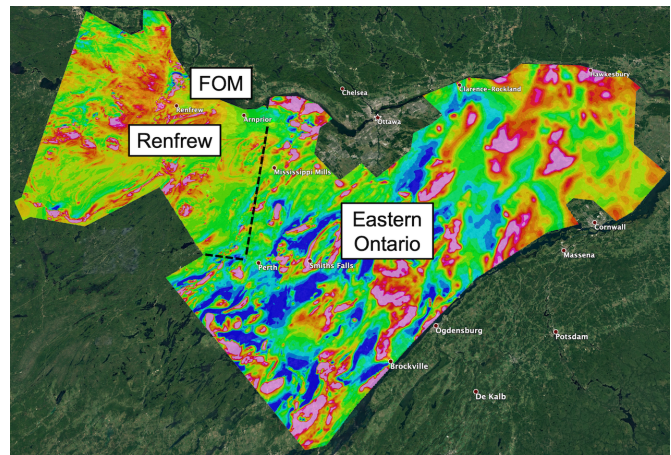 FOM
Renfrew
Hawkesbury
Clarence-Rockland
Chelsea
Ottawa
Renfrew
Arnprior
Mississippi Mills
Eastern
Ontario
Cornwall
Massena
Perth
Smiths Falls
Ogdensburg
Potsdam
Brockville
De Kalb